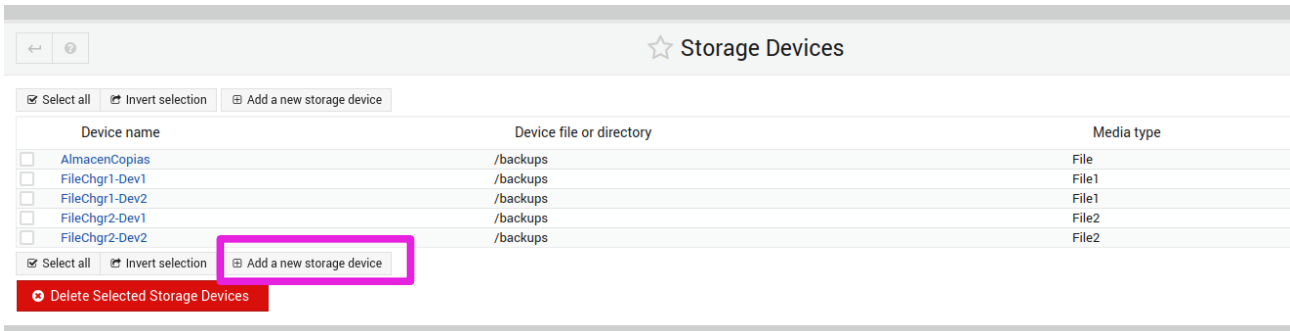 Storage Devices
Select all Invert selection Add a new storage device
Device name Device file or directory Media type
AlmacenCopias /backups File
FileChgr1-Dev1 /backups File1
FileChgr1-Dev2 /backups File1
FileChgr2-Dev1 /backups File2
FileChgr2-Dev2 /backups File2
Select all Invert selection Add a new storage device
Delete Selected Storage Devices